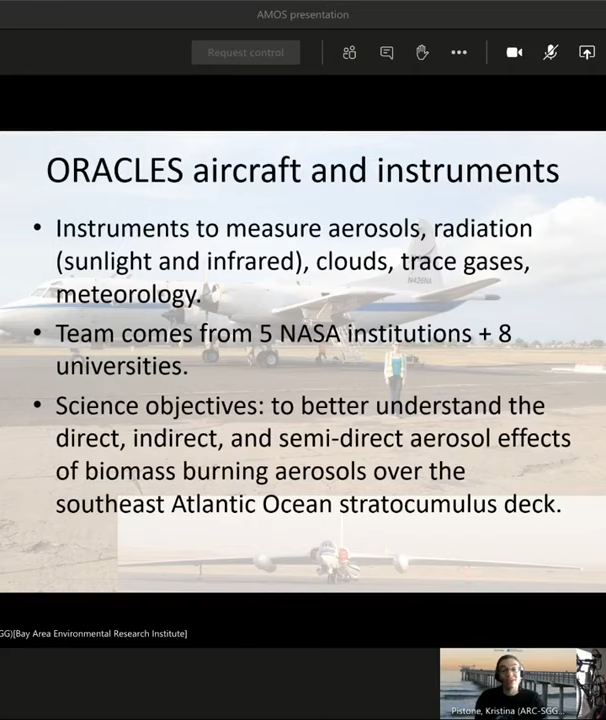 AMOS presentation
Request control
ORACLES aircraft and instruments
• Instruments to measure aerosols, radiation
(sunlight and infrared), clouds, trace gases,
meteorology.
N426NA
• Team comes from 5 NASA institutions + 8
universities.
• Science objectives: to better understand the
direct, indirect, and semi-direct aerosol effects
of biomass burning aerosols over the
southeast Atlantic Ocean stratocumulus deck.
GG)[Bay Area Environmental Research Institute]
Pistone, Kristina (ARC-SGG...